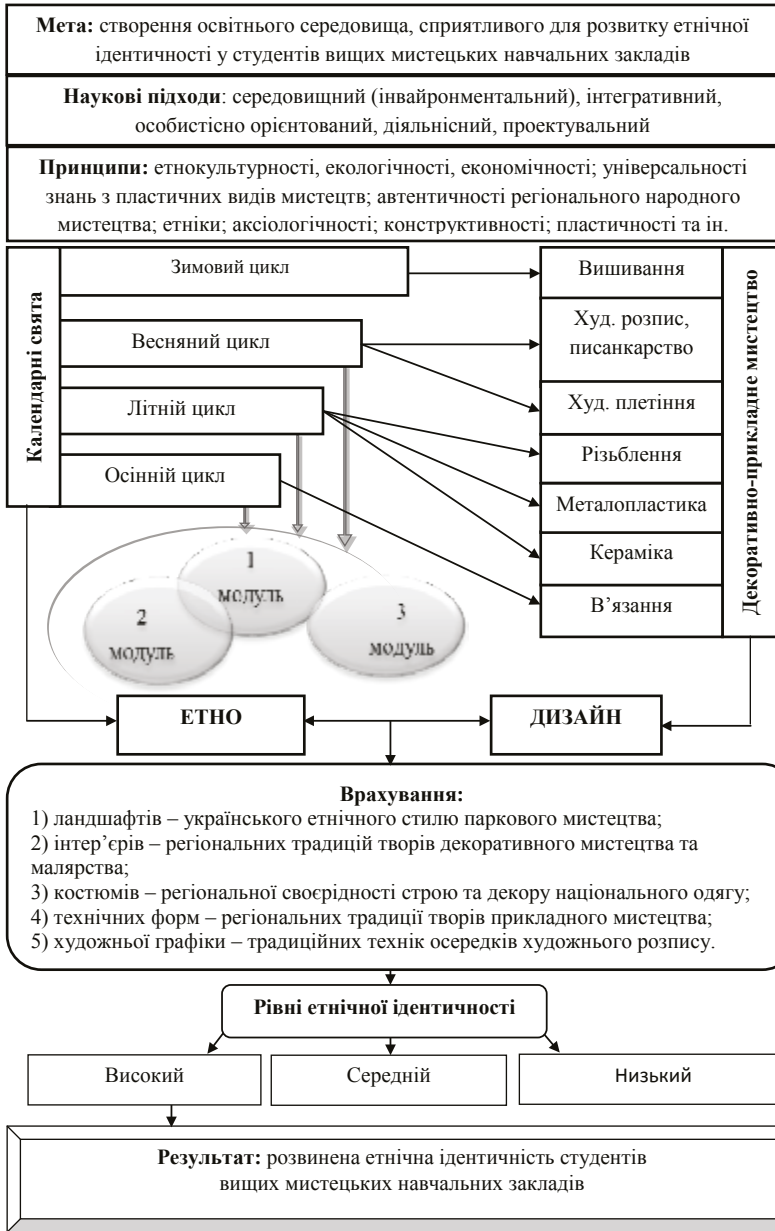 Мета: створення освітнього середовища, сприятливого для розвитку етнічної
ідентичності у студентів вищих мистецьких навчальних закладів
Наукові підходи: середовищний (інвайронментальний), інтегративний,
особистісно орієнтований, діяльнісний, проектувальний
Принципи: етнокультурності, екологічності, економічності; універсальності
знань з пластичних видів мистецтв; автентичності регіонального народного
мистецтва; етніки; аксіологічності; конструктивності; пластичності та ін.
Календарні свята
Зимовий цикл
Весняний цикл
Літній цикл
Осінній цикл
Вишивання
Худ. розпис,
писанкарство
Худ. плетіння
Різьблення
Металопластика
Кераміка
В’язання
Декоративно-прикладне мистецтво
1
модуль
2
модуль
3
модуль
ЕТНО
ДИЗАЙН
Врахування:
1) ландшафтів – українського етнічного стилю паркового мистецтва;
2) інтер’єрів – регіональних традицій творів декоративного мистецтва та
малярства;
3) костюмів – регіональної своєрідності строю та декору національного одягу;
4) технічних форм – регіональних традиції творів прикладного мистецтва;
5) художньої графіки – традиційних технік осередків художнього розпису.
Рівні етнічної ідентичності
Високий
Середній
Низький
Результат: розвинена етнічна ідентичність студентів
вищих мистецьких навчальних закладів